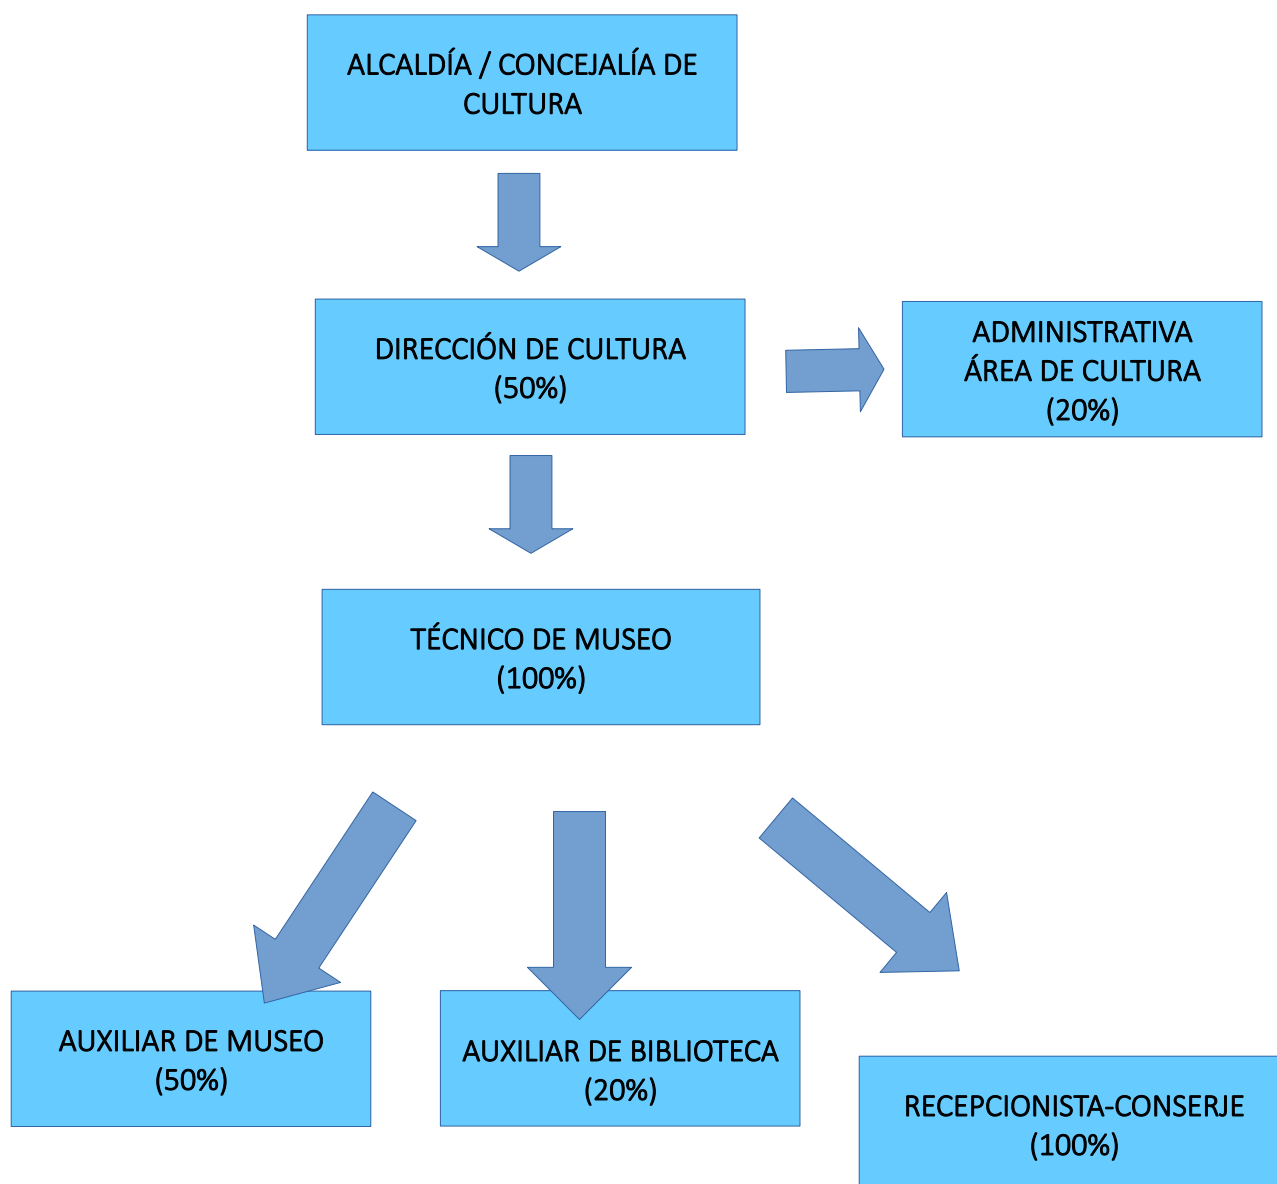 ALCALDÍA / CONCEJALÍA DE
CULTURA
DIRECCIÓN DE CULTURA
(50%)
ADMINISTRATIVA
ÁREA DE CULTURA
(20%)
TÉCNICO DE MUSEO
(100%)
AUXILIAR DE MUSEO
(50%)
AUXILIAR DE BIBLIOTECA
(20%)
RECEPCIONISTA-CONSERJE
(100%)